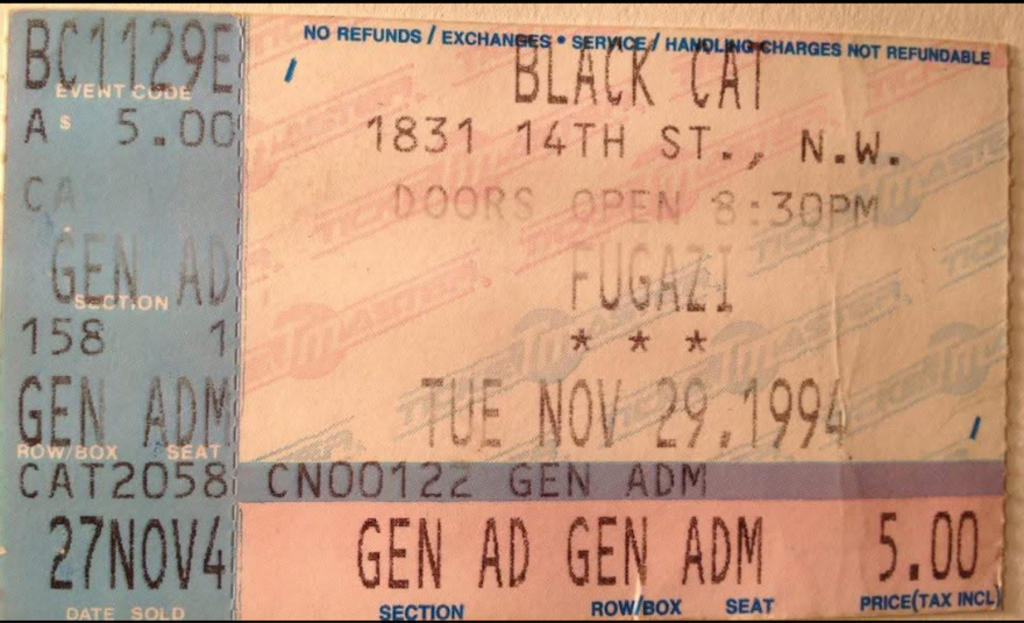 BC1129E
EVENT CODE
A $ 5.00
CA
GEN AD
SECTION
158 1
GEN ADM
ROW/BOX SEAT
CAT2058
27NOV4
DATE SOLD
NO REFUNDS / EXCHANGES • SERVICE / HANDLING CHARGES NOT REFUNDABLE
BLACK CAT
1831 14TH ST., N.W.
DOORS OPEN 8:30PM
FUGAZI
* * *
TUE NOV 29,1994
CN00122 GEN ADM
GEN AD GEN ADM 5.00
SECTION ROW/BOX SEAT PRICE(TAX INCL)
TICKETMASTER